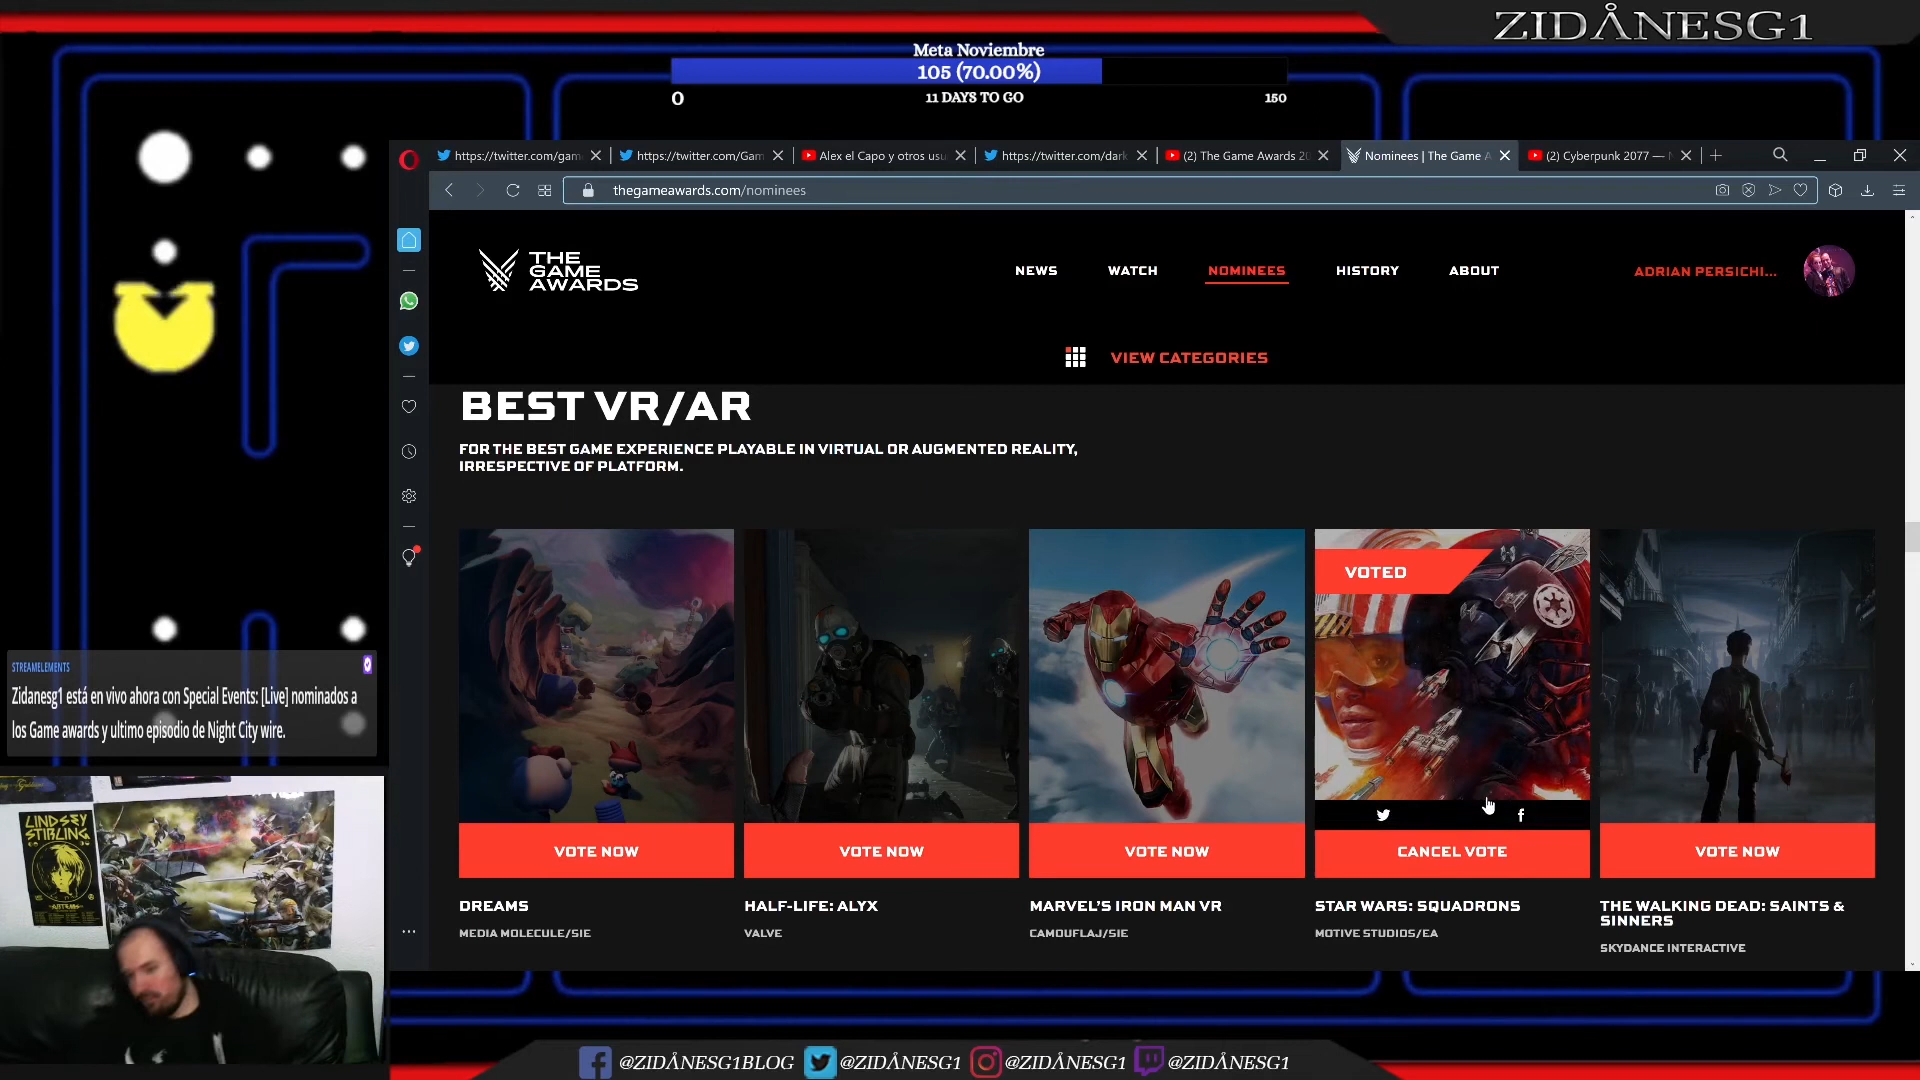 ZIDÅNESG1
Meta Noviembre
105 (70.00%)
0
11 DAYS TO GO
150
https://twitter.com/gam
https://twitter.com/Gam
Alex el Capo y otros usu
https://twitter.com/dark
(2) The Game Awards 20
Nominees | The Game A
(2) Cyberpunk 2077 —
thegameawards.com/nominees
THE
GAME
AWARDS
NEWS
WATCH
NOMINEES
HISTORY
ABOUT
ADRIAN PERSICHI...
VIEW CATEGORIES
BEST VR/AR
FOR THE BEST GAME EXPERIENCE PLAYABLE IN VIRTUAL OR AUGMENTED REALITY,
IRRESPECTIVE OF PLATFORM.
VOTED
VOTE NOW
VOTE NOW
VOTE NOW
CANCEL VOTE
VOTE NOW
DREAMS
MEDIA MOLECULE/SIE
HALF-LIFE: ALYX
VALVE
MARVEL'S IRON MAN VR
CAMOUFLAJ/SIE
STAR WARS: SQUADRONS
MOTIVE STUDIOS/EA
THE WALKING DEAD: SAINTS &
SINNERS
SKYDANCE INTERACTIVE
STREAMELEMENTS
Zidanesg1 está en vivo ahora con Special Events: [Live] nominados a
los Game awards y ultimo episodio de Night City wire.
LINDSEY
STIRLING
@ZIDÅNESG1BLOG
@ZIDÅNESG1
@ZIDÅNESG1
@ZIDÅNESG1